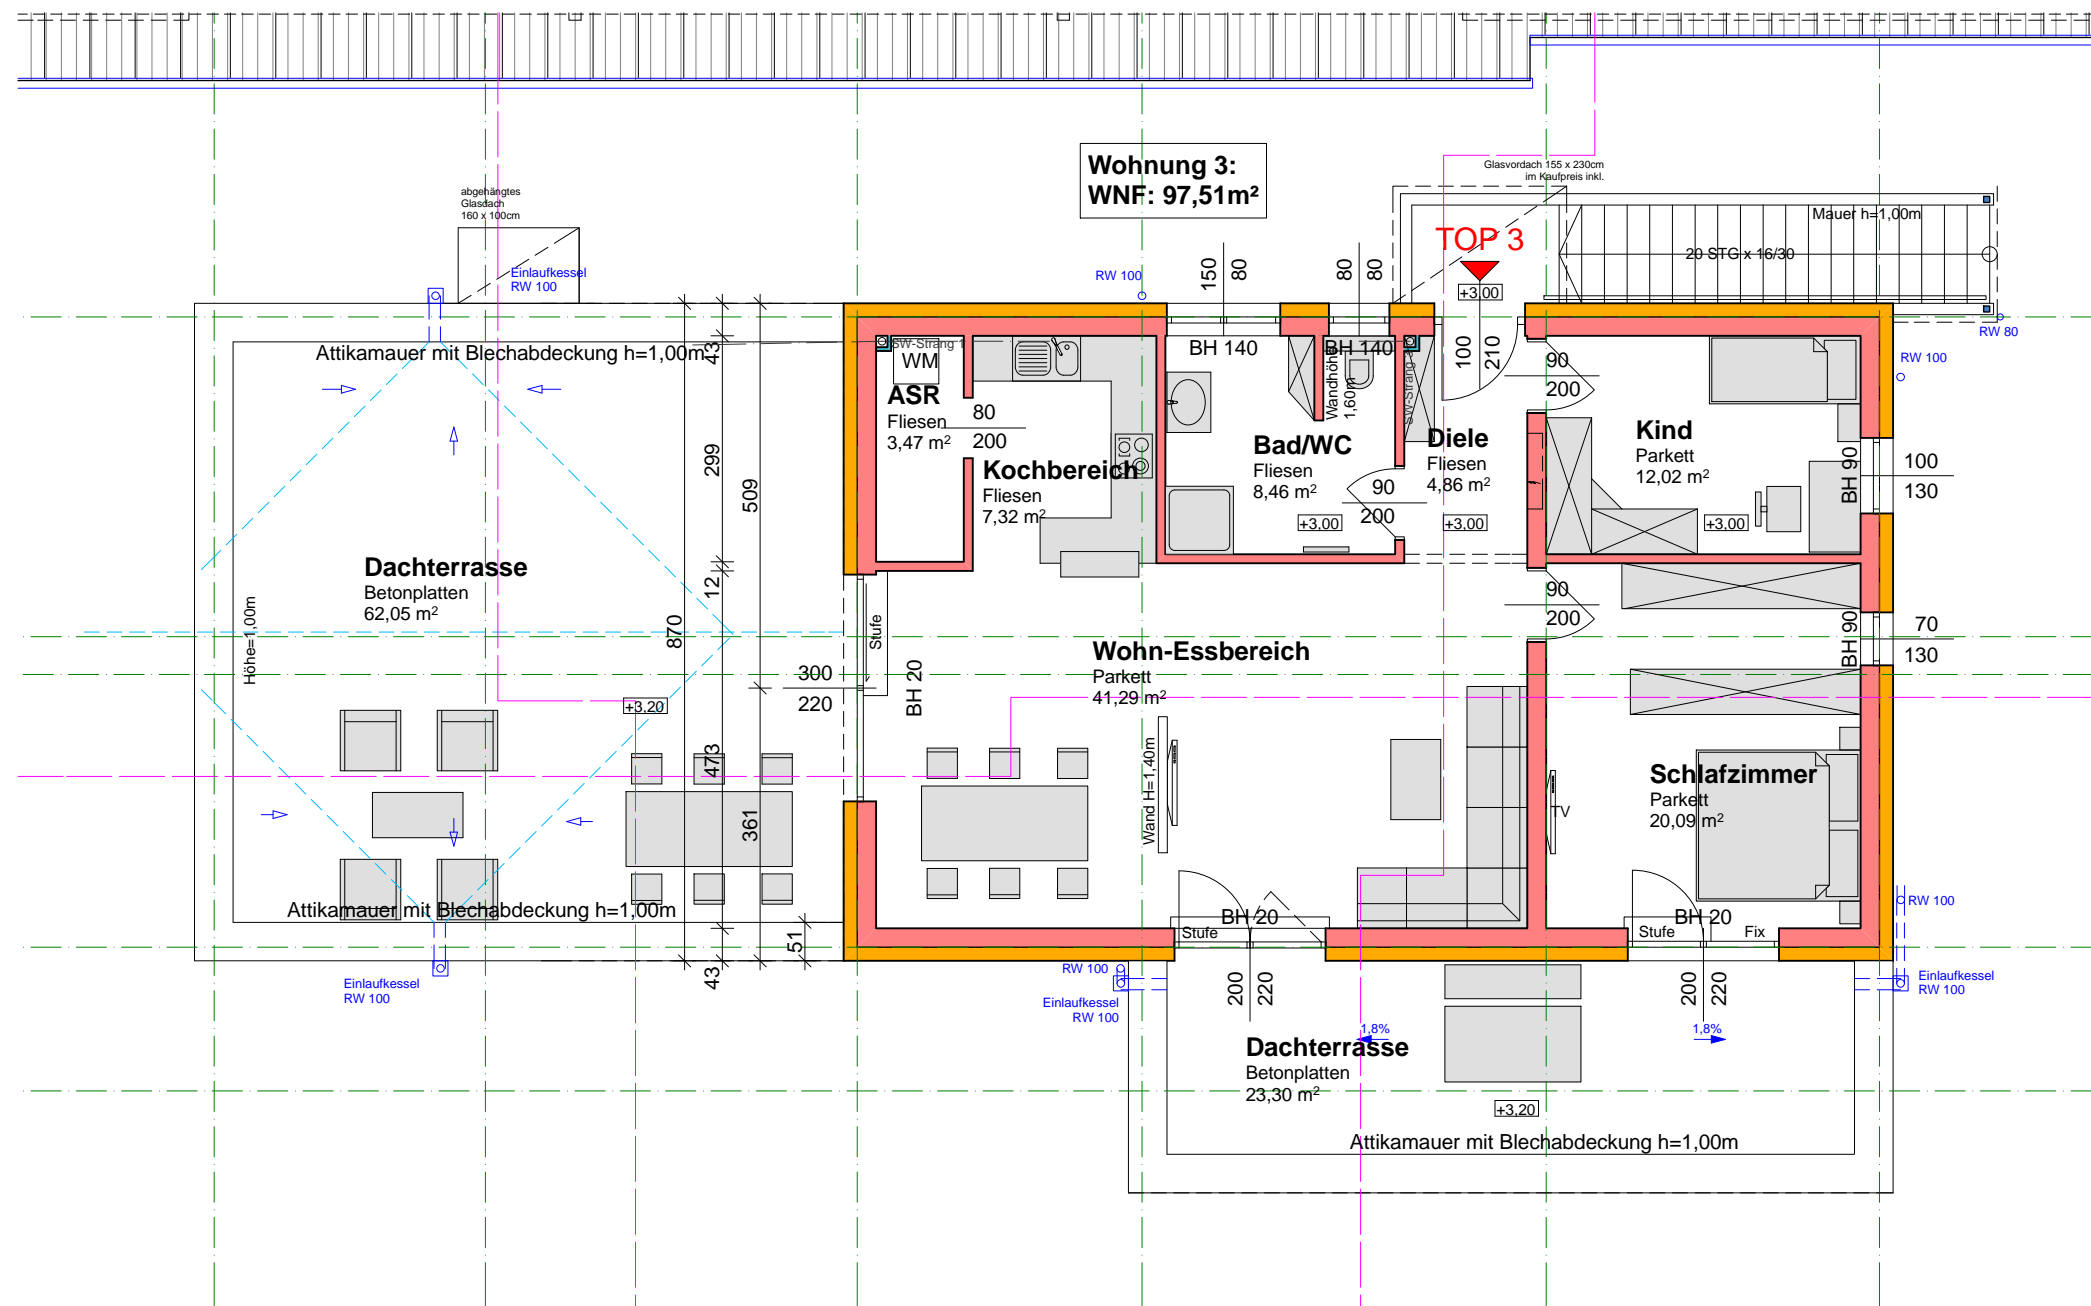 Wohnung 3:
WNF: 97,51m²
Glasvordach 155 x 230cm
im Kaufpreis inkl.
abgehängtes
Glasdach
160 x 100cm
Mauer h=1,00m
TOP 3
20 STG x 16/30
Einlaufkessel
RW 100
RW 100
150
80
80
80
+3,00
RW 80
RW 100
Attikamauer mit Blechabdeckung h=1,00m
43
SW-Strang 1
WM
BH 140
BH 140
Wandhöhe
1,60m
SW-Strang
100
210
90
200
ASR
Fliesen
3,47 m²
80
200
Kochbereich
Fliesen
7,32 m²
Bad/WC
Fliesen
8,46 m²
+3,00
90
200
Diele
Fliesen
4,86 m²
+3,00
Kind
Parkett
12,02 m²
+3,00
BH 90
100
130
299
509
12
870
Dachterrasse
Betonplatten
62,05 m²
Höhe=1,00m
Stufe
300
220
BH 20
Wohn-Essbereich
Parkett
41,29 m²
90
200
BH 90
70
130
+3,20
473
361
Wand H=1,40m
TV
Schlafzimmer
Parkett
20,09 m²
Attikamauer mit Blechabdeckung h=1,00m
51
43
BH 20
Stufe
BH 20
Stufe
Fix
RW 100
Einlaufkessel
RW 100
RW 100
Einlaufkessel
RW 100
200
220
200
220
Einlaufkessel
RW 100
1,8%
1,8%
Dachterrasse
Betonplatten
23,30 m²
+3,20
Attikamauer mit Blechabdeckung h=1,00m